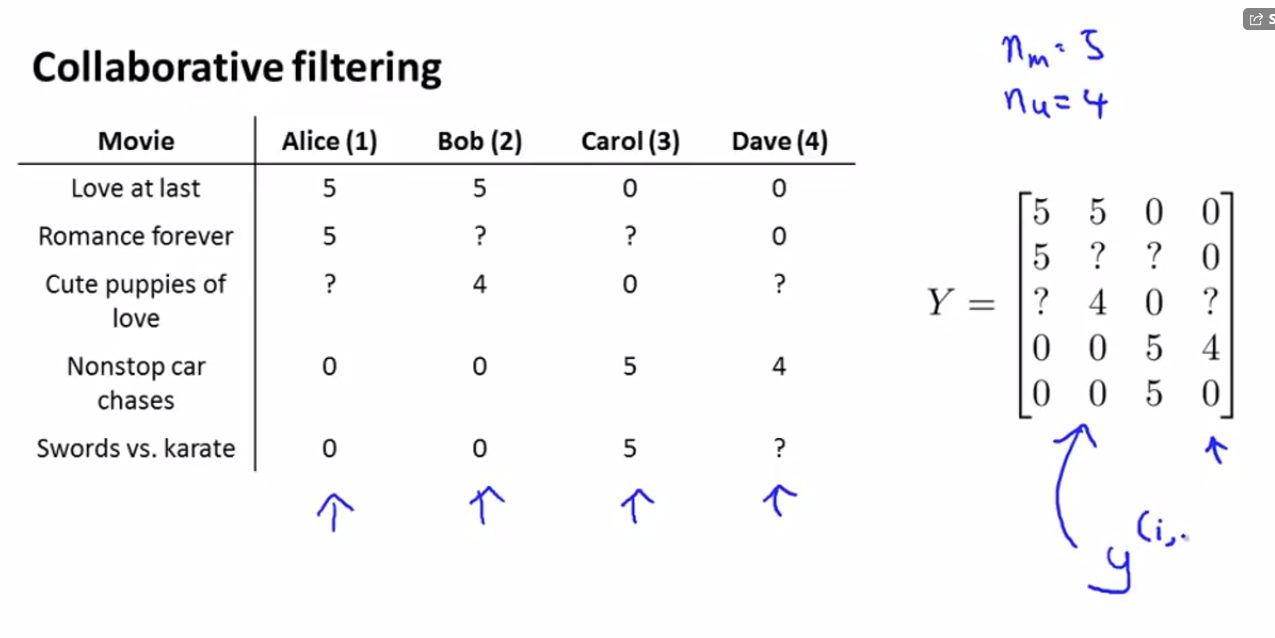 Collaborative filtering
Movie Alice (1) Bob (2) Carol (3) Dave (4)
Love at last 5 5 0 0
Romance forever 5 ? ? 0
Cute puppies of ? 4 0 ?
love
Nonstop car 0 0 5 4
chases
Swords vs. karate 0 0 5 ?
n_m = 5
n_u = 4
Y =
5 5 0 0
5 ? ? 0
? 4 0 ?
0 0 5 4
0 0 5 0
y^(i,
S